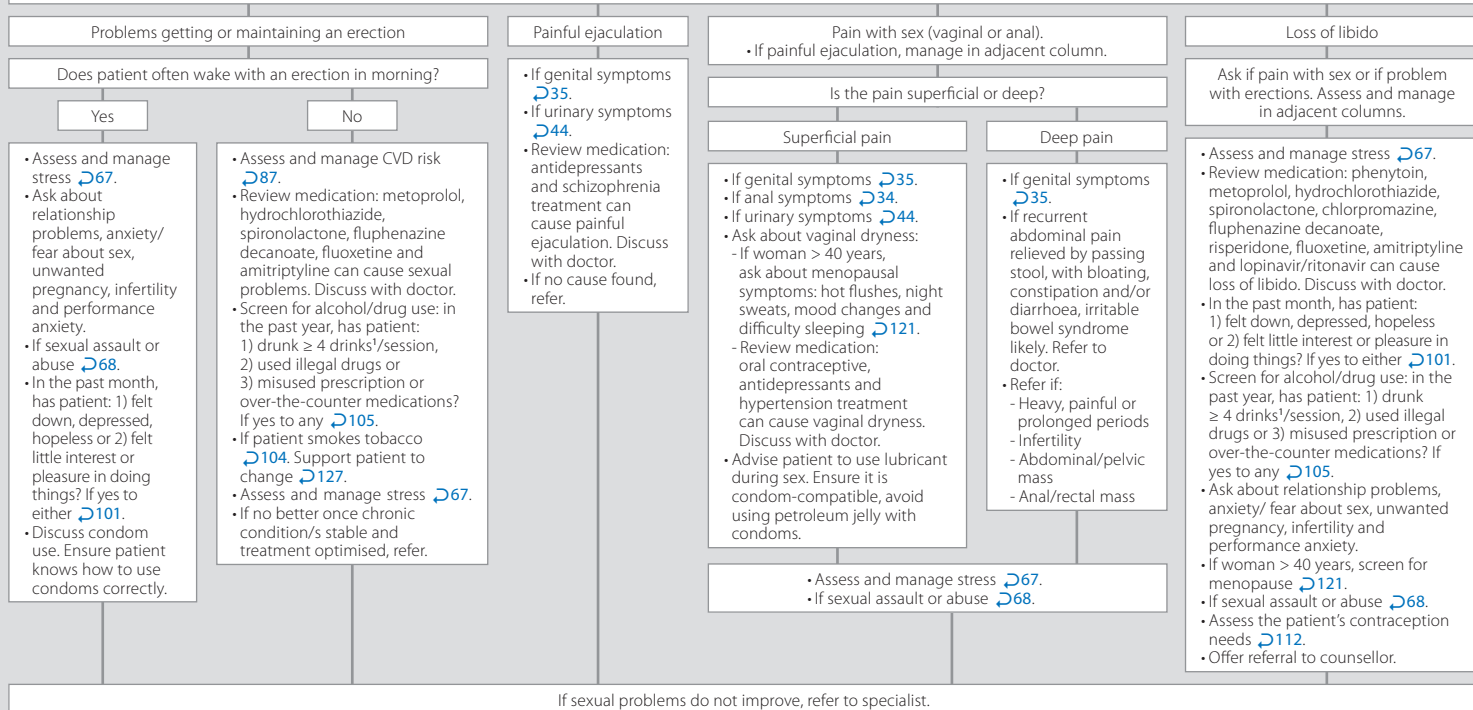 Problems getting or maintaining an erection
Does patient often wake with an erection in morning?
Yes
• Assess and manage
stress 67.
• Ask about
relationship
problems, anxiety/
fear about sex,
unwanted
pregnancy, infertility
and performance
anxiety.
• If sexual assault or
abuse 68.
• In the past month,
has patient: 1) felt
down, depressed,
hopeless or 2) felt
little interest or
pleasure in doing
things? If yes to
either 101.
• Discuss condom
use. Ensure patient
knows how to use
condoms correctly.
No
• Assess and manage CVD risk
87.
• Review medication: metoprolol,
hydrochlorothiazide,
spironolactone, fluphenazine
decanoate, fluoxetine and
amitriptyline can cause sexual
problems. Discuss with doctor.
• Screen for alcohol/drug use: in
the past year, has patient:
1) drunk ≥ 4 drinks¹/session,
2) used illegal drugs or
3) misused prescription or
over-the-counter medications?
If yes to any 105.
• If patient smokes tobacco
104. Support patient to
change 127.
• Assess and manage stress 67.
• If no better once chronic
condition/s stable and
treatment optimised, refer.
Painful ejaculation
• If genital symptoms
35.
• If urinary symptoms
44.
• Review medication:
antidepressants
and schizophrenia
treatment can
cause painful
ejaculation. Discuss
with doctor.
• If no cause found,
refer.
Pain with sex (vaginal or anal).
• If painful ejaculation, manage in adjacent column.
Is the pain superficial or deep?
Superficial pain
• If genital symptoms 35.
• If anal symptoms 34.
• If urinary symptoms 44.
• Ask about vaginal dryness:
- If woman > 40 years,
ask about menopausal
symptoms: hot flushes, night
sweats, mood changes and
difficulty sleeping 121.
- Review medication:
oral contraceptive,
antidepressants and
hypertension treatment
can cause vaginal dryness.
Discuss with doctor.
• Advise patient to use lubricant
during sex. Ensure it is
condom-compatible, avoid
using petroleum jelly with
condoms.
Deep pain
• If genital symptoms
35.
• If recurrent
abdominal pain
relieved by passing
stool, with bloating,
constipation and/or
diarrhoea, irritable
bowel syndrome
likely. Refer to
doctor.
• Refer if:
- Heavy, painful or
prolonged periods
- Infertility
- Abdominal/pelvic
mass
- Anal/rectal mass
• Assess and manage stress 67.
• If sexual assault or abuse 68.
Loss of libido
Ask if pain with sex or if problem
with erections. Assess and manage
in adjacent columns.
• Assess and manage stress 67.
• Review medication: phenytoin,
metoprolol, hydrochlorothiazide,
spironolactone, chlorpromazine,
fluphenazine decanoate,
risperidone, fluoxetine, amitriptyline
and lopinavir/ritonavir can cause
loss of libido. Discuss with doctor.
• In the past month, has patient:
1) felt down, depressed, hopeless
or 2) felt little interest or pleasure in
doing things? If yes to either 101.
• Screen for alcohol/drug use: in the
past year, has patient: 1) drunk
≥ 4 drinks¹/session, 2) used illegal
drugs or 3) misused prescription or
over-the-counter medications? If
yes to any 105.
• Ask about relationship problems,
anxiety/ fear about sex, unwanted
pregnancy, infertility and
performance anxiety.
• If woman > 40 years, screen for
menopause 121.
• If sexual assault or abuse 68.
• Assess the patient's contraception
needs 112.
• Offer referral to counsellor.
If sexual problems do not improve, refer to specialist.